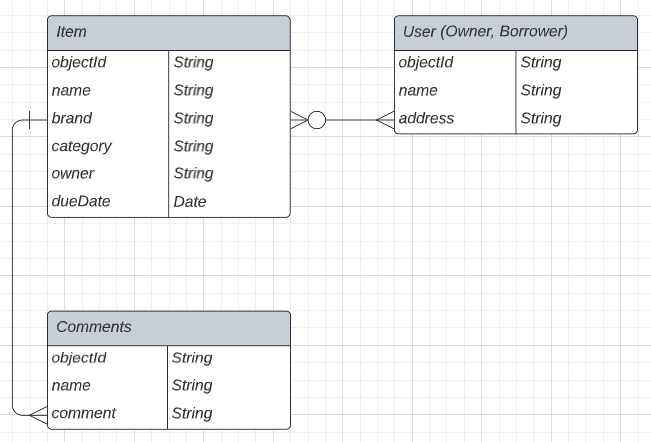 Item
objectId String
name String
brand String
category String
owner String
dueDate Date
User (Owner, Borrower)
objectId String
name String
address String
Comments
objectId String
name String
comment String